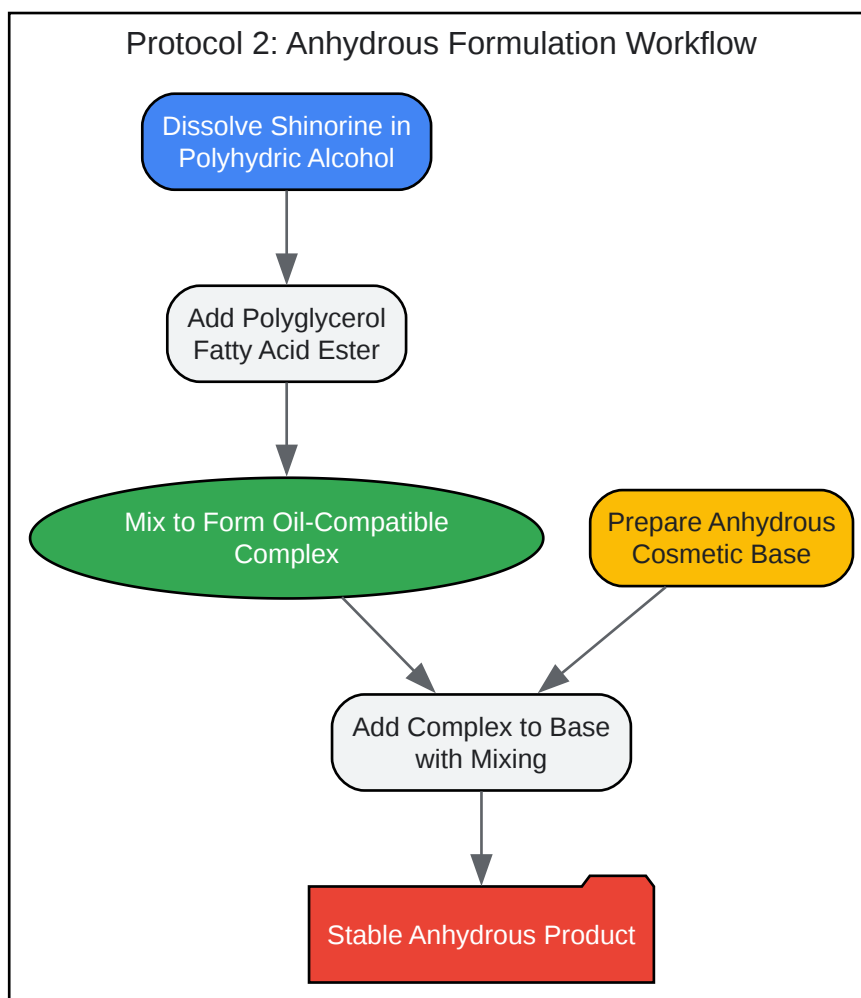 Protocol 2: Anhydrous Formulation Workflow
Dissolve Shinorine in
Polyhydric Alcohol
Add Polyglycerol
Fatty Acid Ester
Mix to Form Oil-Compatible
Complex
Prepare Anhydrous
Cosmetic Base
Add Complex to Base
with Mixing
Stable Anhydrous Product